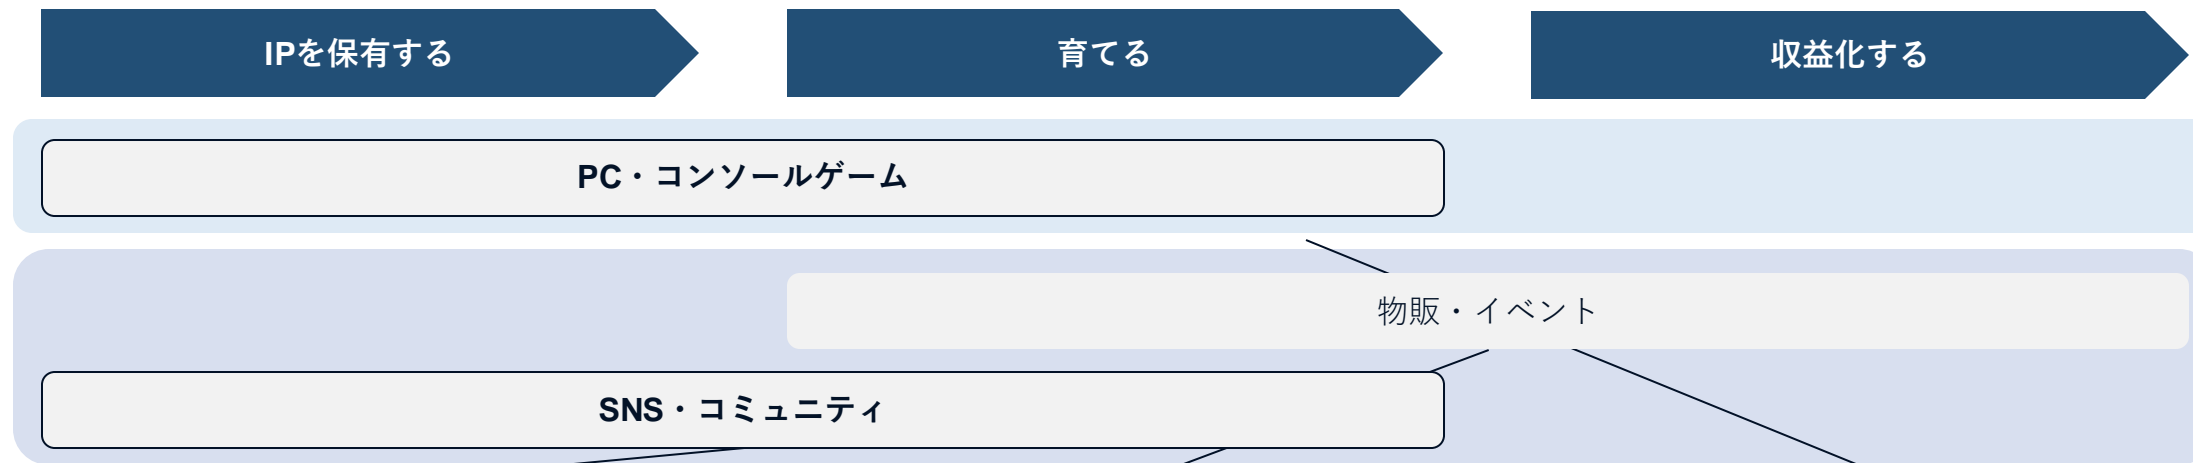 IPを保有する
育てる
収益化する
PC・コンソールゲーム
物販・イベント
SNS・コミュニティ